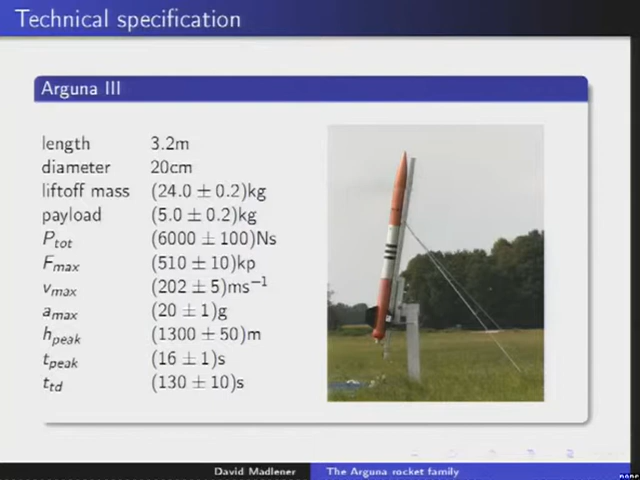 Technical specification
Arguna III
length 3.2m
diameter 20cm
liftoff mass (24.0 ± 0.2)kg
payload (5.0 ± 0.2)kg
P_tot (6000 ± 100)Ns
F_max (510 ± 10)kp
v_max (202 ± 5)ms⁻¹
a_max (20 ± 1)g
h_peak (1300 ± 50)m
t_peak (16 ± 1)s
t_td (130 ± 10)s
David Madlener The Arguna rocket family